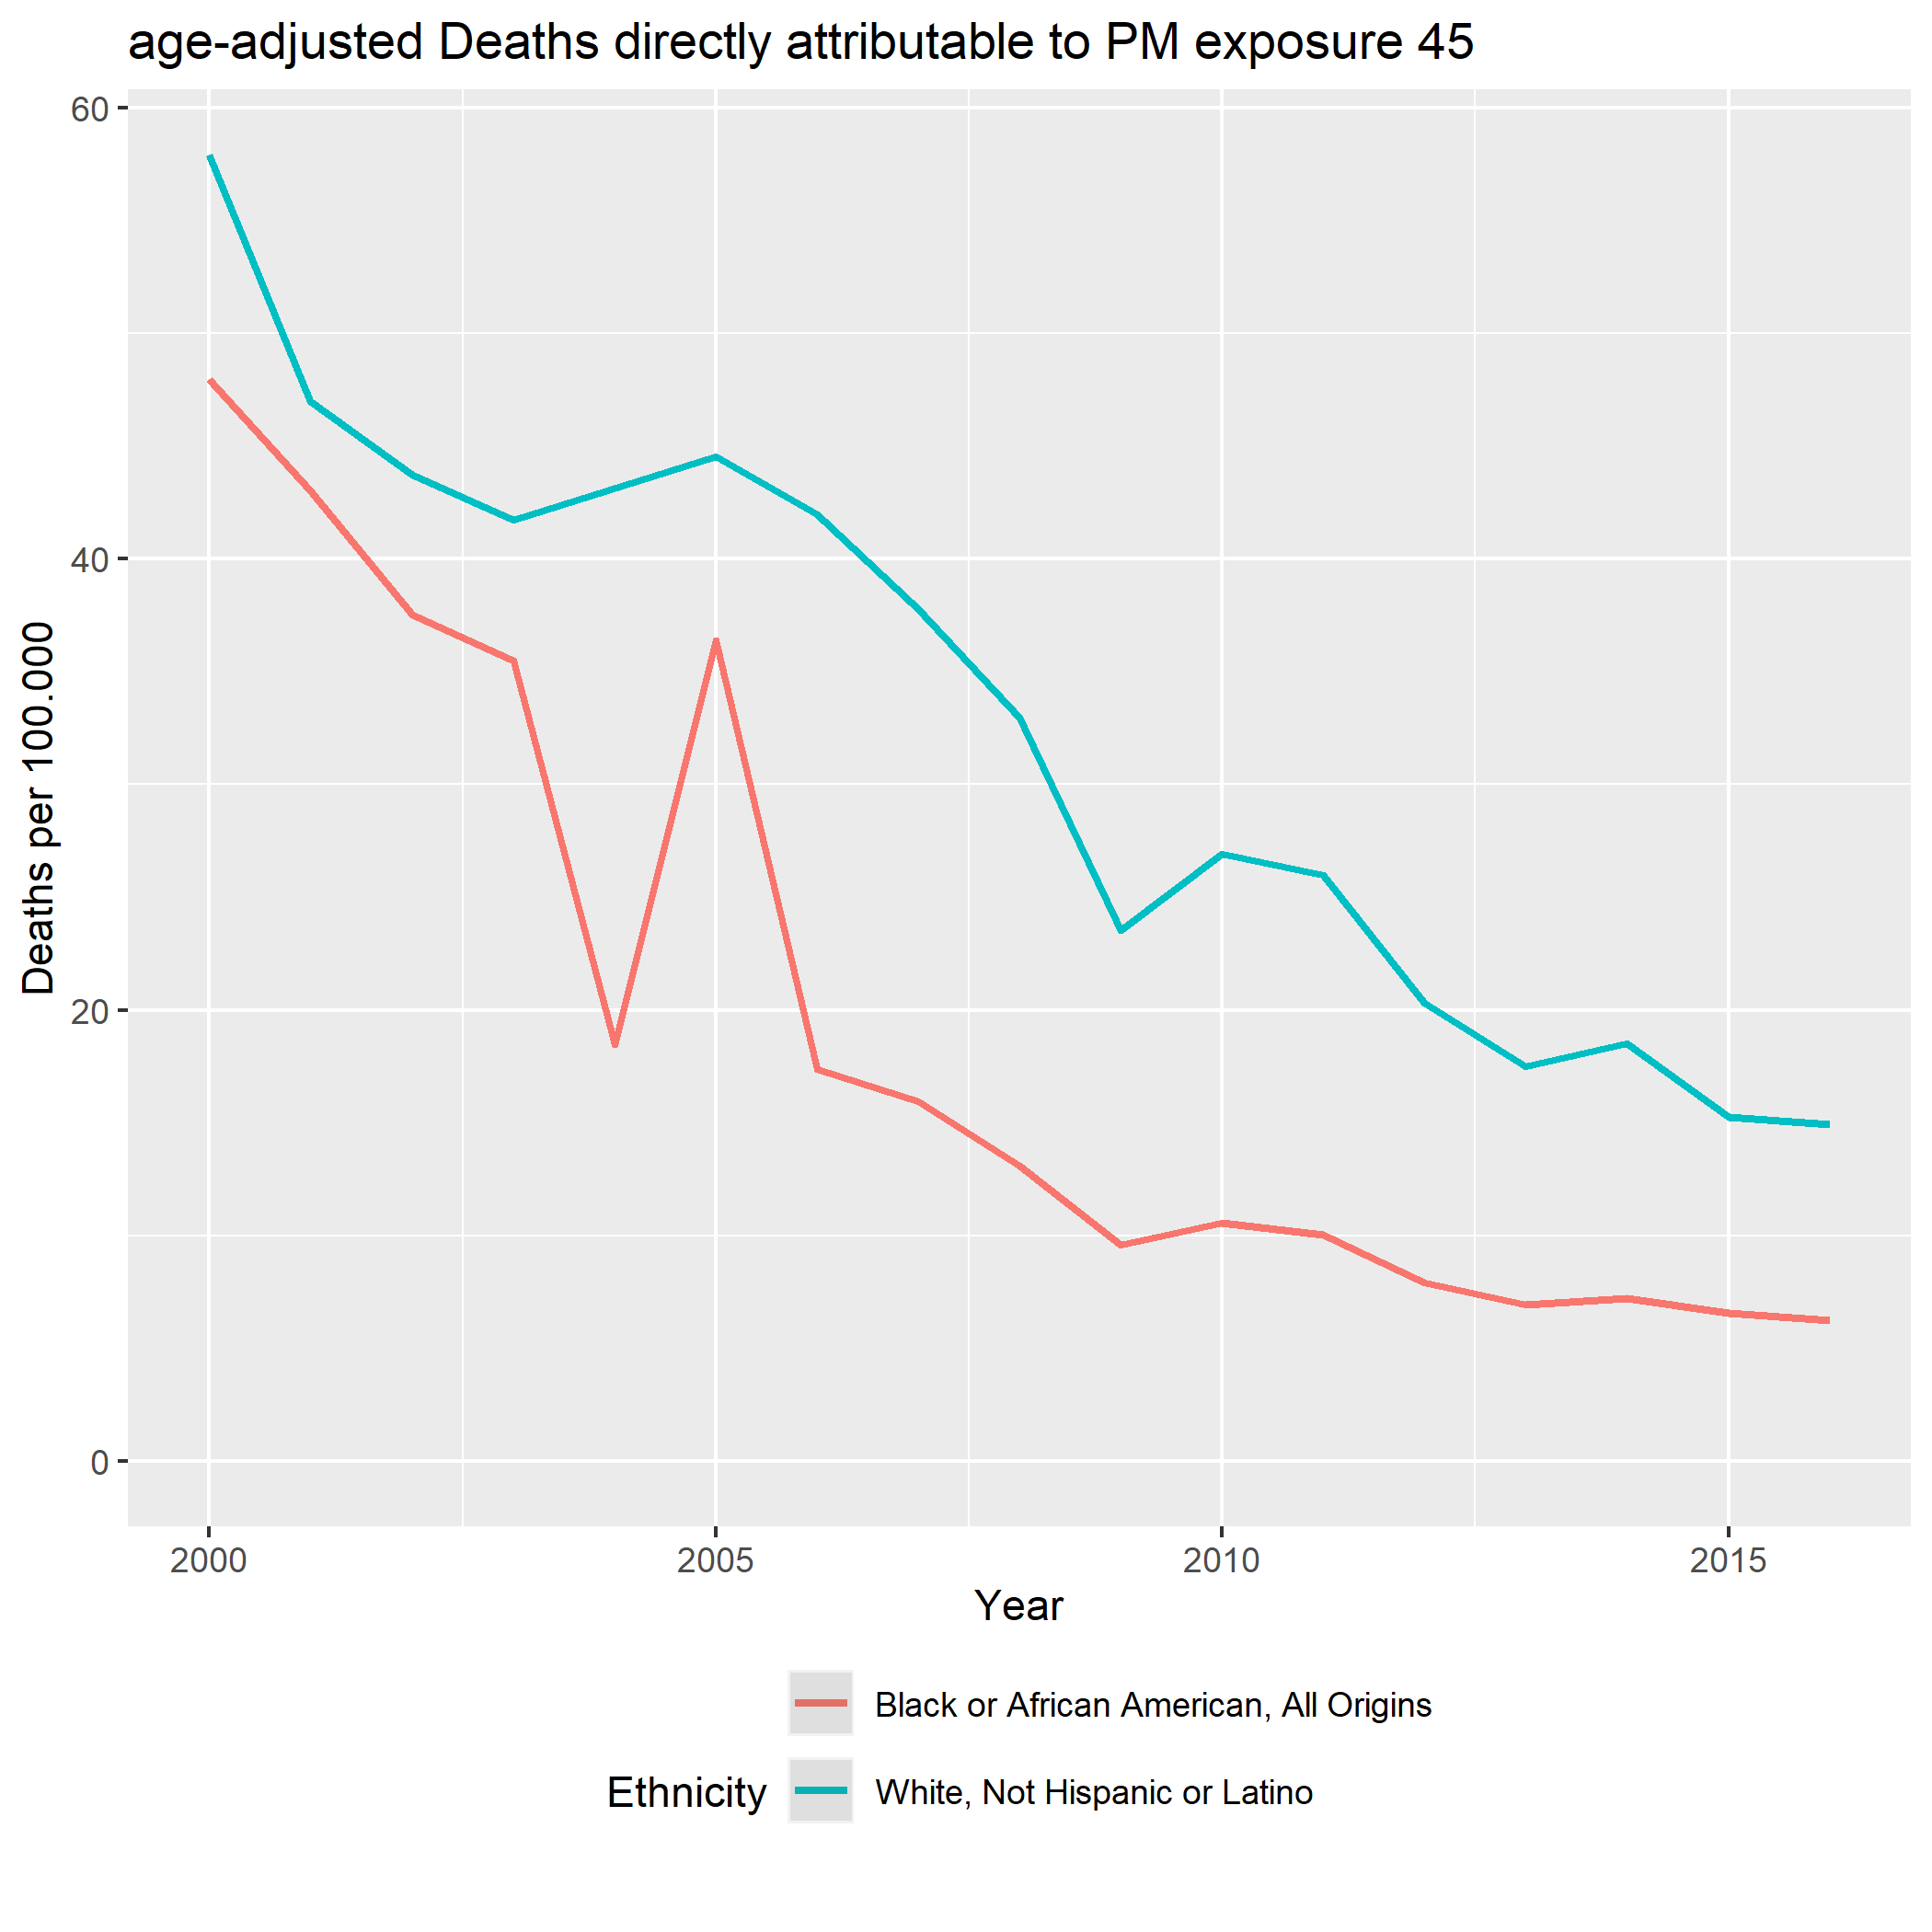 age-adjusted Deaths directly attributable to PM exposure 45
60
40
20
0
Deaths per 100.000
2000 2005 2010 2015
Year
Black or African American, All Origins
Ethnicity White, Not Hispanic or Latino